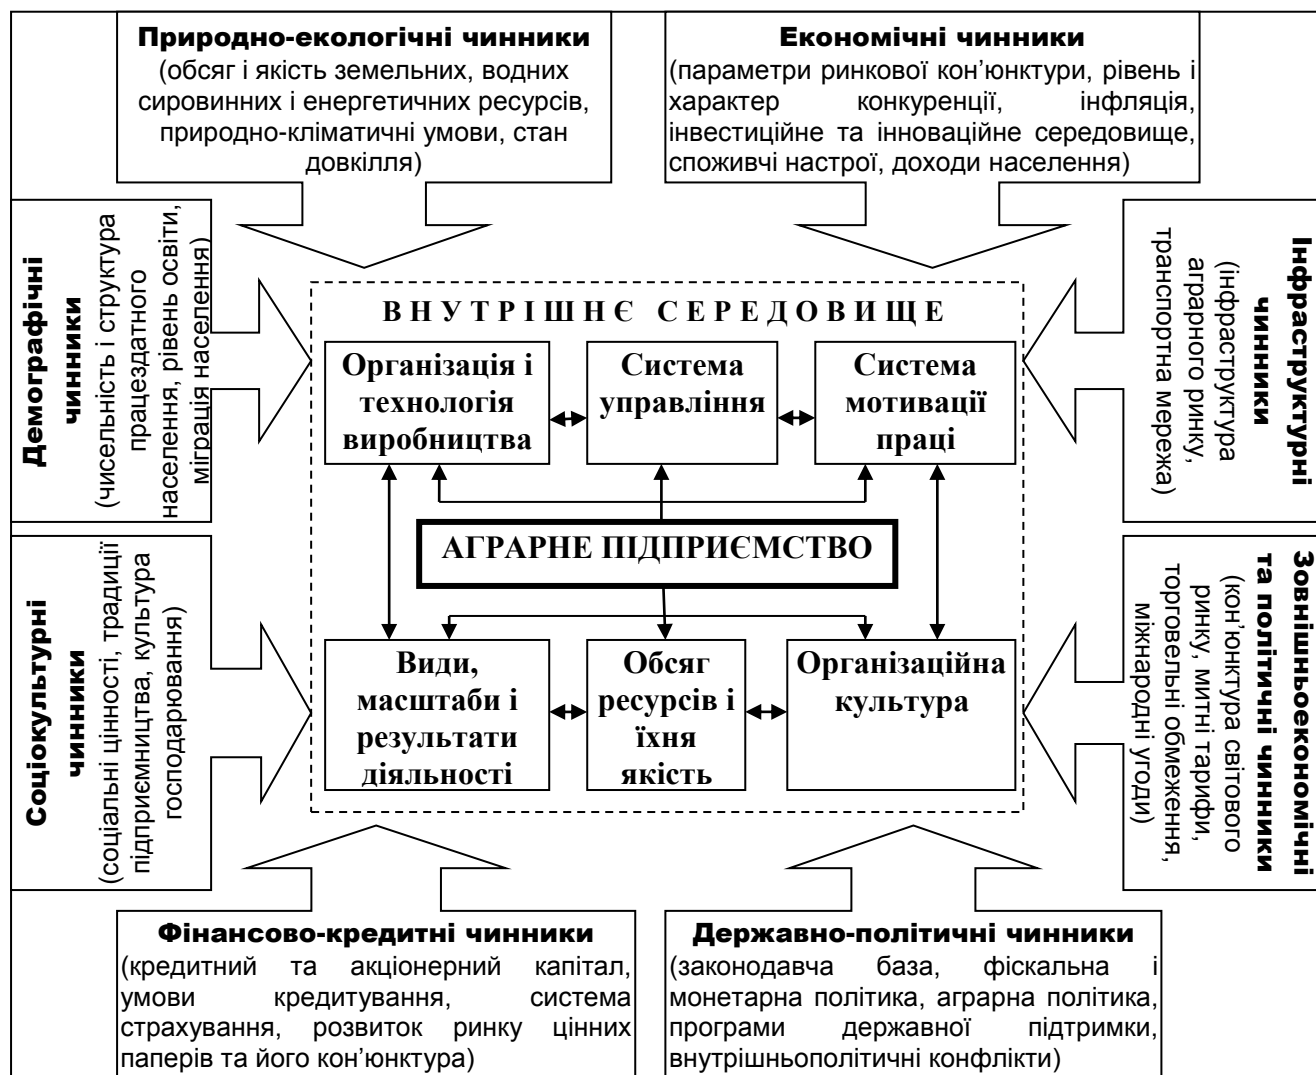 Природно-екологічні чинники
(обсяг і якість земельних, водних
сировинних і енергетичних ресурсів,
природно-кліматичні умови, стан
довкілля)
Економічні чинники
(параметри ринкової кон’юнктури, рівень і
характер конкуренції, інфляція,
інвестиційне та інноваційне середовище,
споживчі настрої, доходи населення)
Демографічні
чинники
(чисельність і структура
працездатного
населення, рівень освіти,
міграція населення)
Інфраструктурні
чинники
(інфраструктура
аграрного ринку,
транспортна мережа)
ВНУТРІШНЄ СЕРЕДОВИЩЕ
Організація і
технологія
виробництва
Система
управління
Система
мотивації
праці
АГРАРНЕ ПІДПРИЄМСТВО
Види,
масштаби і
результати
діяльності
Обсяг
ресурсів і
їхня
якість
Організаційна
культура
Соціокультурні
чинники
(соціальні цінності, традиції
підприємництва, культура
господарювання)
Зовнішньоекономічні
та політичні чинники
(кон’юнктура світового
ринку, митні тарифи,
торговельні обмеження,
міжнародні угоди)
Фінансово-кредитні чинники
(кредитний та акціонерний капітал,
умови кредитування, система
страхування, розвиток ринку цінних
паперів та його кон’юнктура)
Державно-політичні чинники
(законодавча база, фіскальна і
монетарна політика, аграрна політика,
програми державної підтримки,
внутрішньополітичні конфлікти)